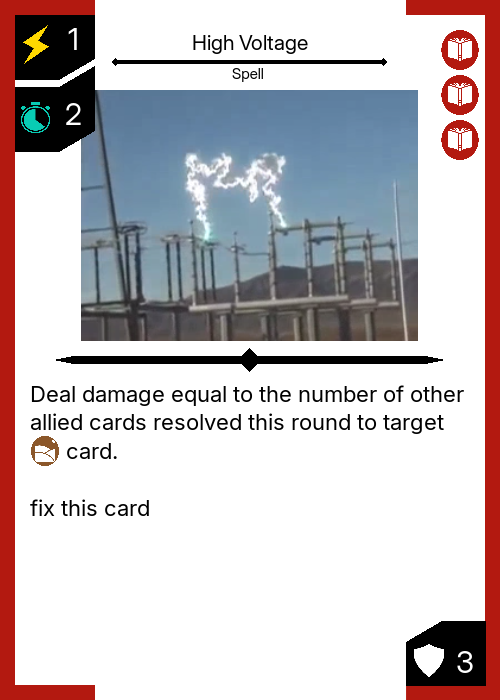 1
High Voltage
Spell
2
Deal damage equal to the number of other
allied cards resolved this round to target
card.
fix this card
3